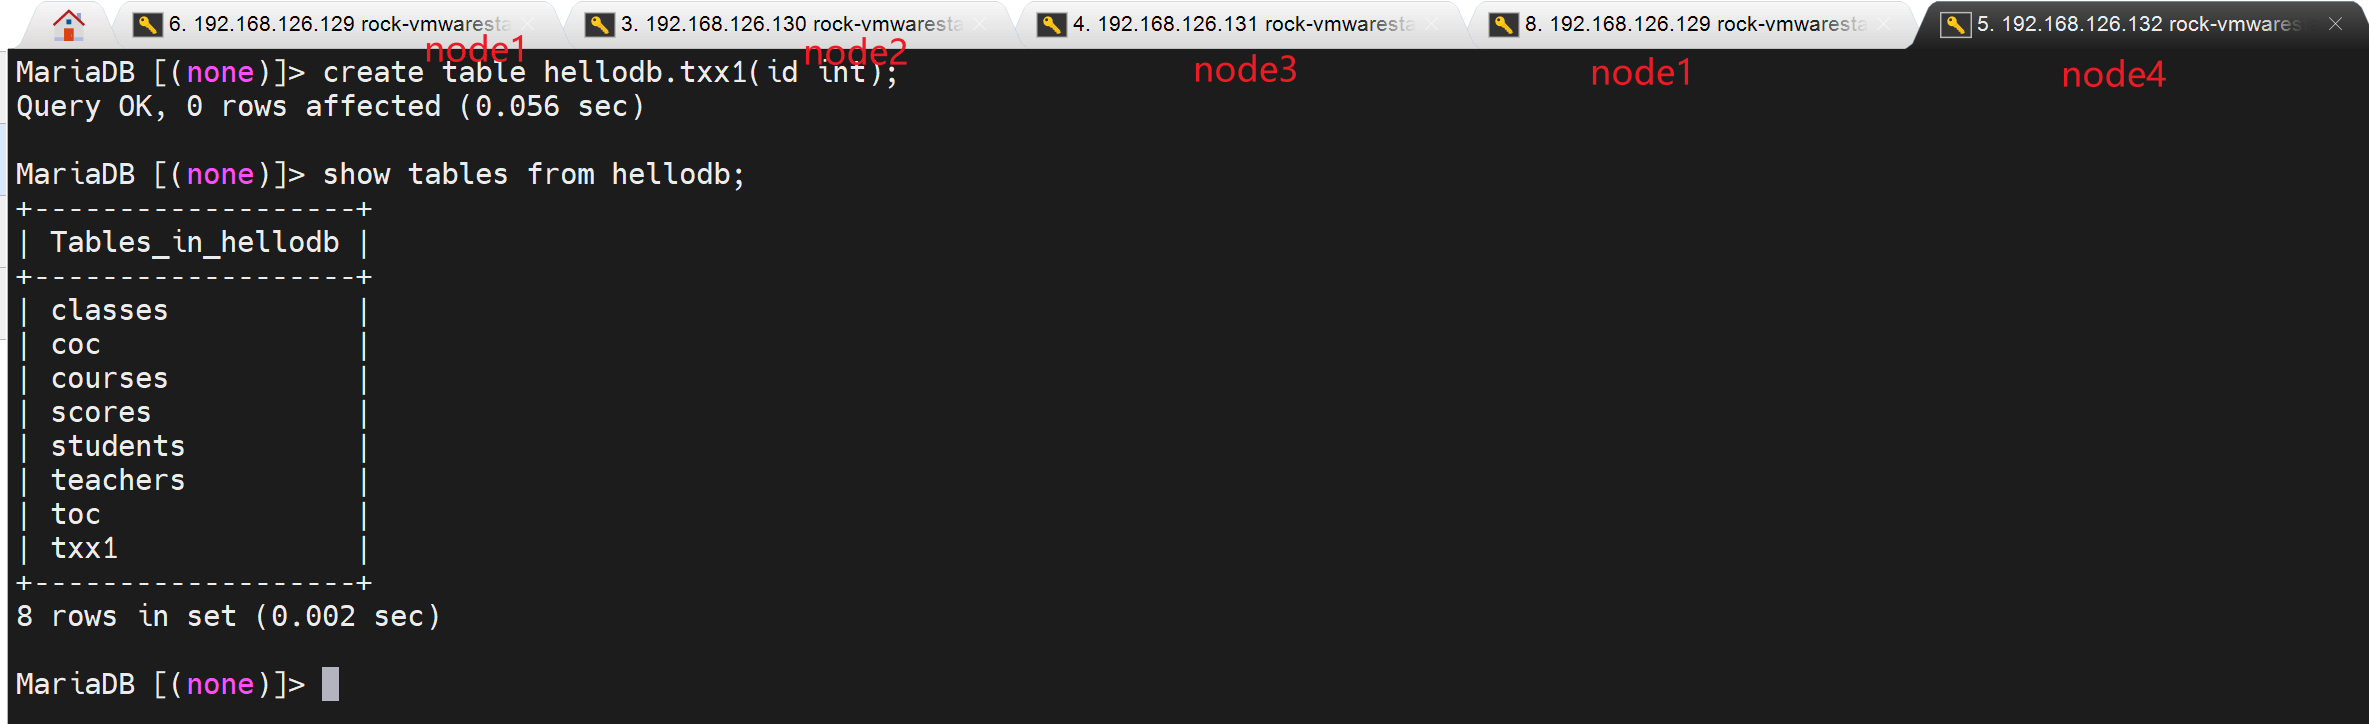 6. 192.168.126.129 rock-vmwaresta
3. 192.168.126.130 rock-vmwaresta
4. 192.168.126.131 rock-vmwaresta
8. 192.168.126.129 rock-vmwaresta
5. 192.168.126.132 rock-vmwares
node1
node2
node3
node1
node4
MariaDB [(none)]> create table hellodb.txx1(id int);
Query OK, 0 rows affected (0.056 sec)
MariaDB [(none)]> show tables from hellodb;
+-------------------+
| Tables_in_hellodb |
+-------------------+
| classes           |
| coc               |
| courses           |
| scores            |
| students          |
| teachers          |
| toc               |
| txx1              |
+-------------------+
8 rows in set (0.002 sec)
MariaDB [(none)]>